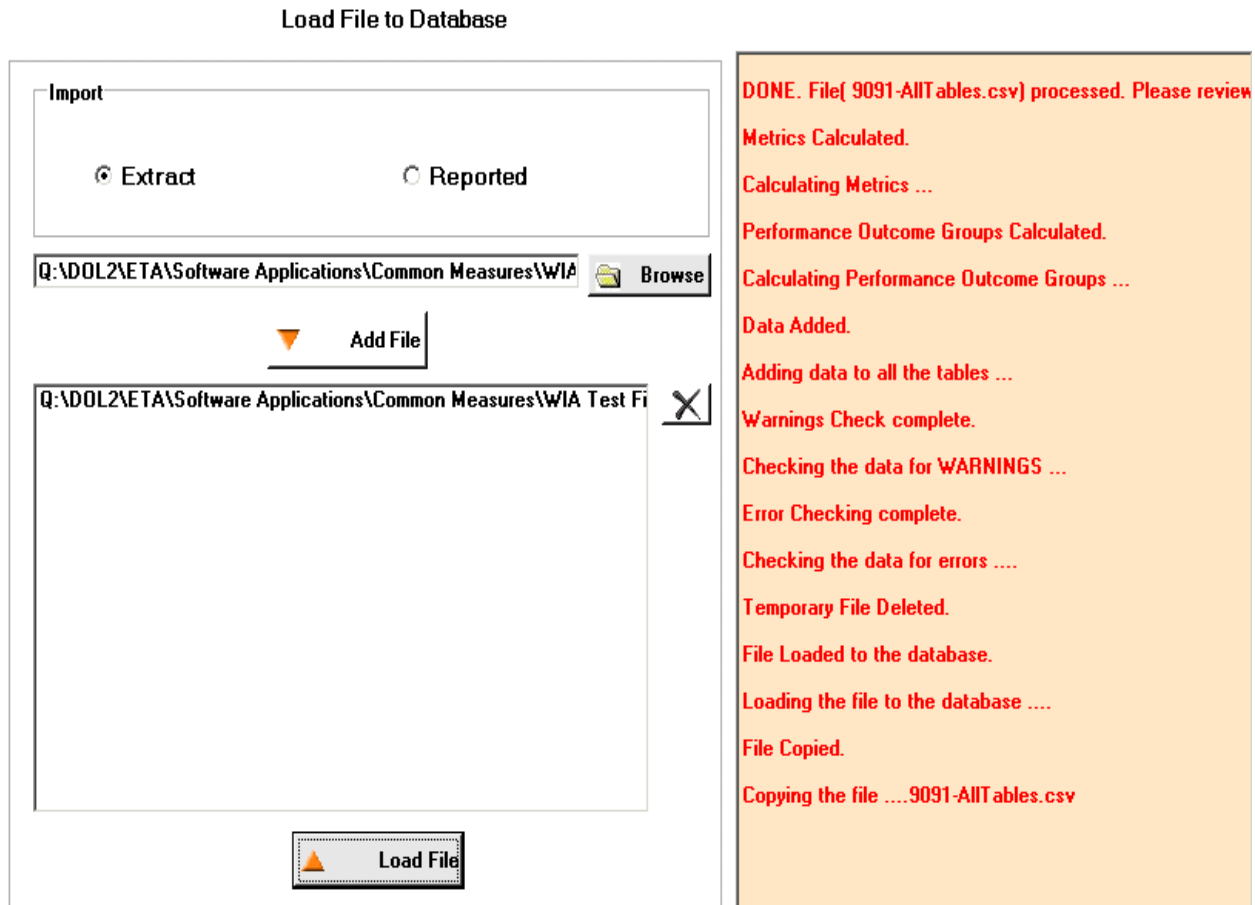 Load File to Database
Import
Extract
Reported
Q:\DOL2\ETA\Software Applications\Common Measures\WIA
Browse
Add File
Q:\DOL2\ETA\Software Applications\Common Measures\WIA Test Fi
Load File
DONE. File( 9091-AllTables.csv) processed. Please review
Metrics Calculated.
Calculating Metrics ...
Performance Outcome Groups Calculated.
Calculating Performance Outcome Groups ...
Data Added.
Adding data to all the tables ...
Warnings Check complete.
Checking the data for WARNINGS ...
Error Checking complete.
Checking the data for errors ....
Temporary File Deleted.
File Loaded to the database.
Loading the file to the database ....
File Copied.
Copying the file ....9091-AllTables.csv